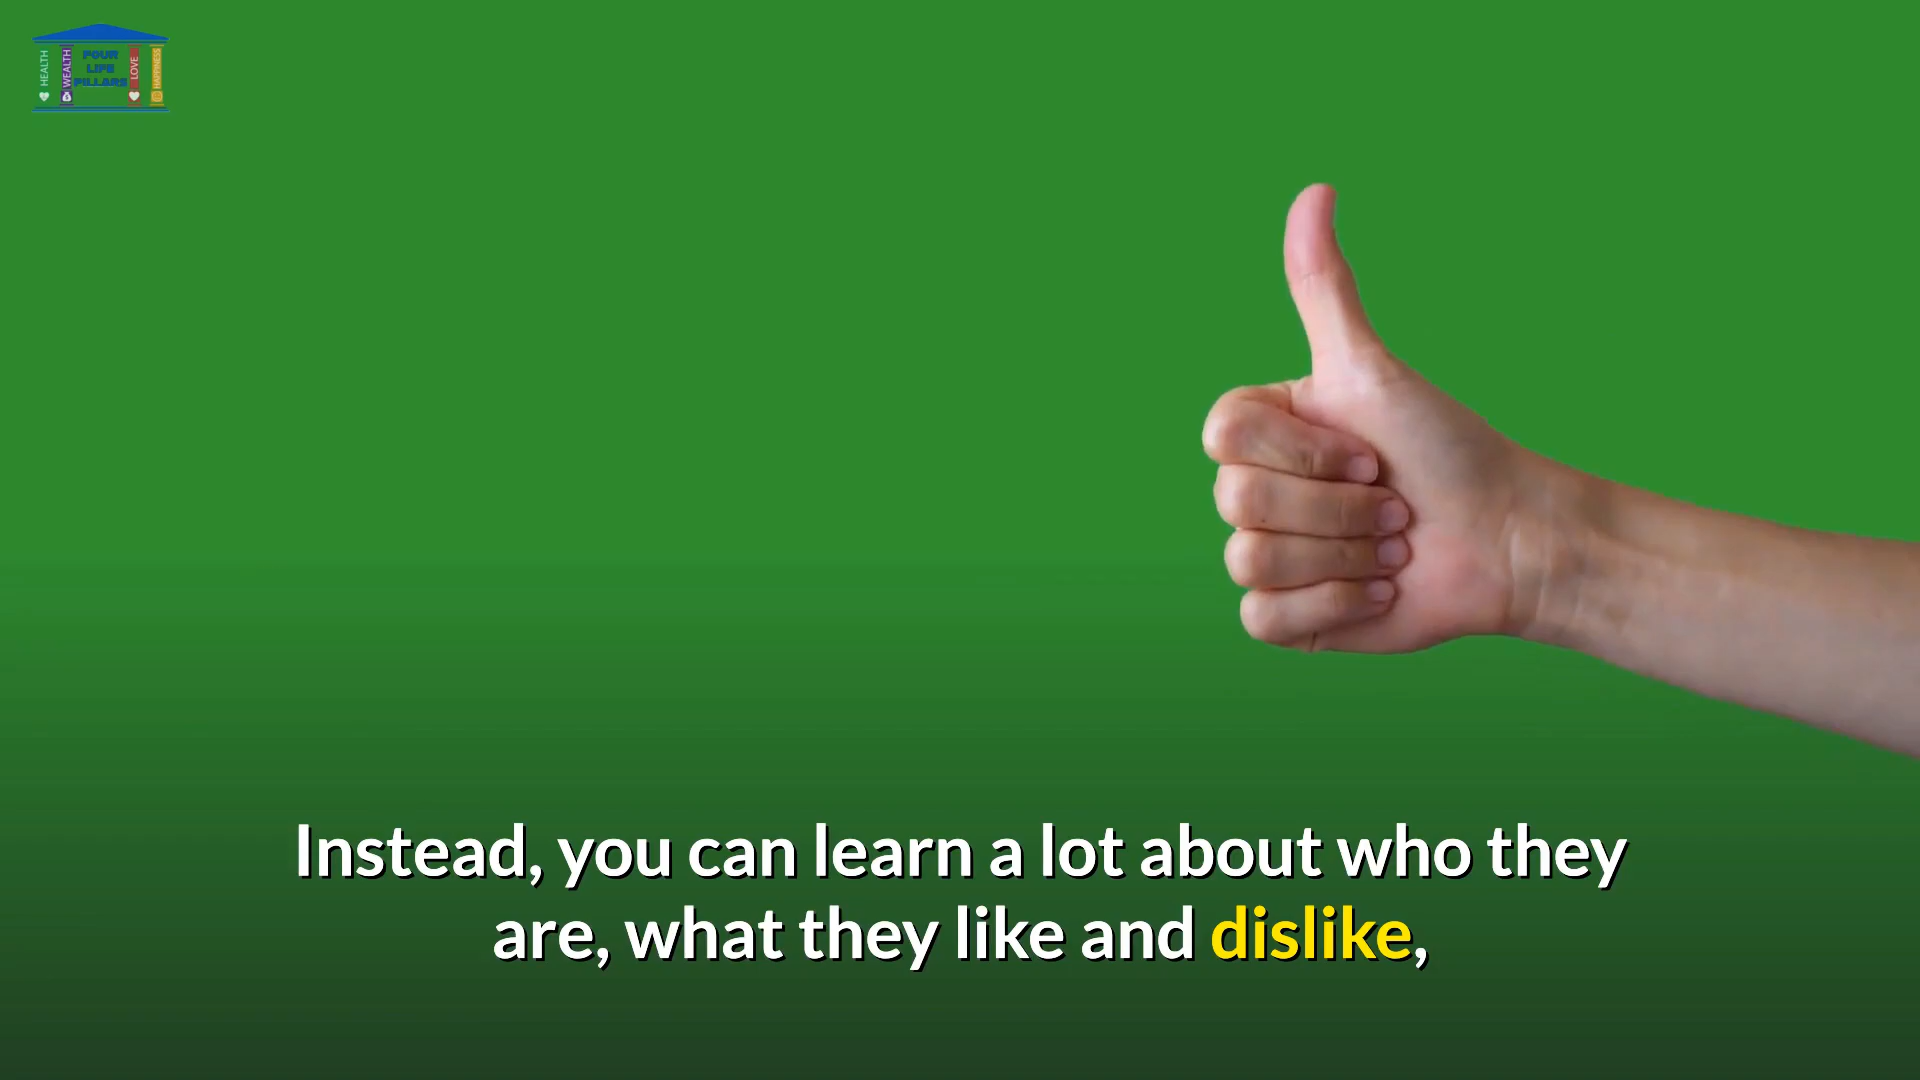 HEALTH
WEALTH
FOUR
LIFE
PILLARS
LOVE
HAPPINESS
Instead, you can learn a lot about who they
are, what they like and dislike,